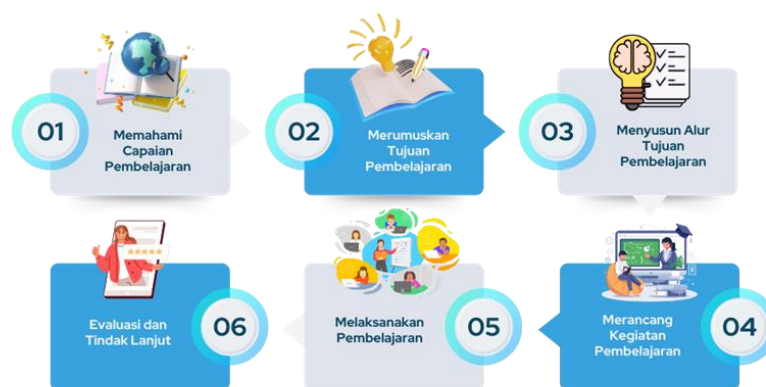 01
Memahami
Capaian
Pembelajaran
02
Merumuskan
Tujuan
Pembelajaran
03
Menyusun Alur
Tujuan
Pembelajaran
Merancang
Kegiatan
Pembelajaran
04
Melaksanakan
Pembelajaran
05
Evaluasi dan
Tindak Lanjut
06